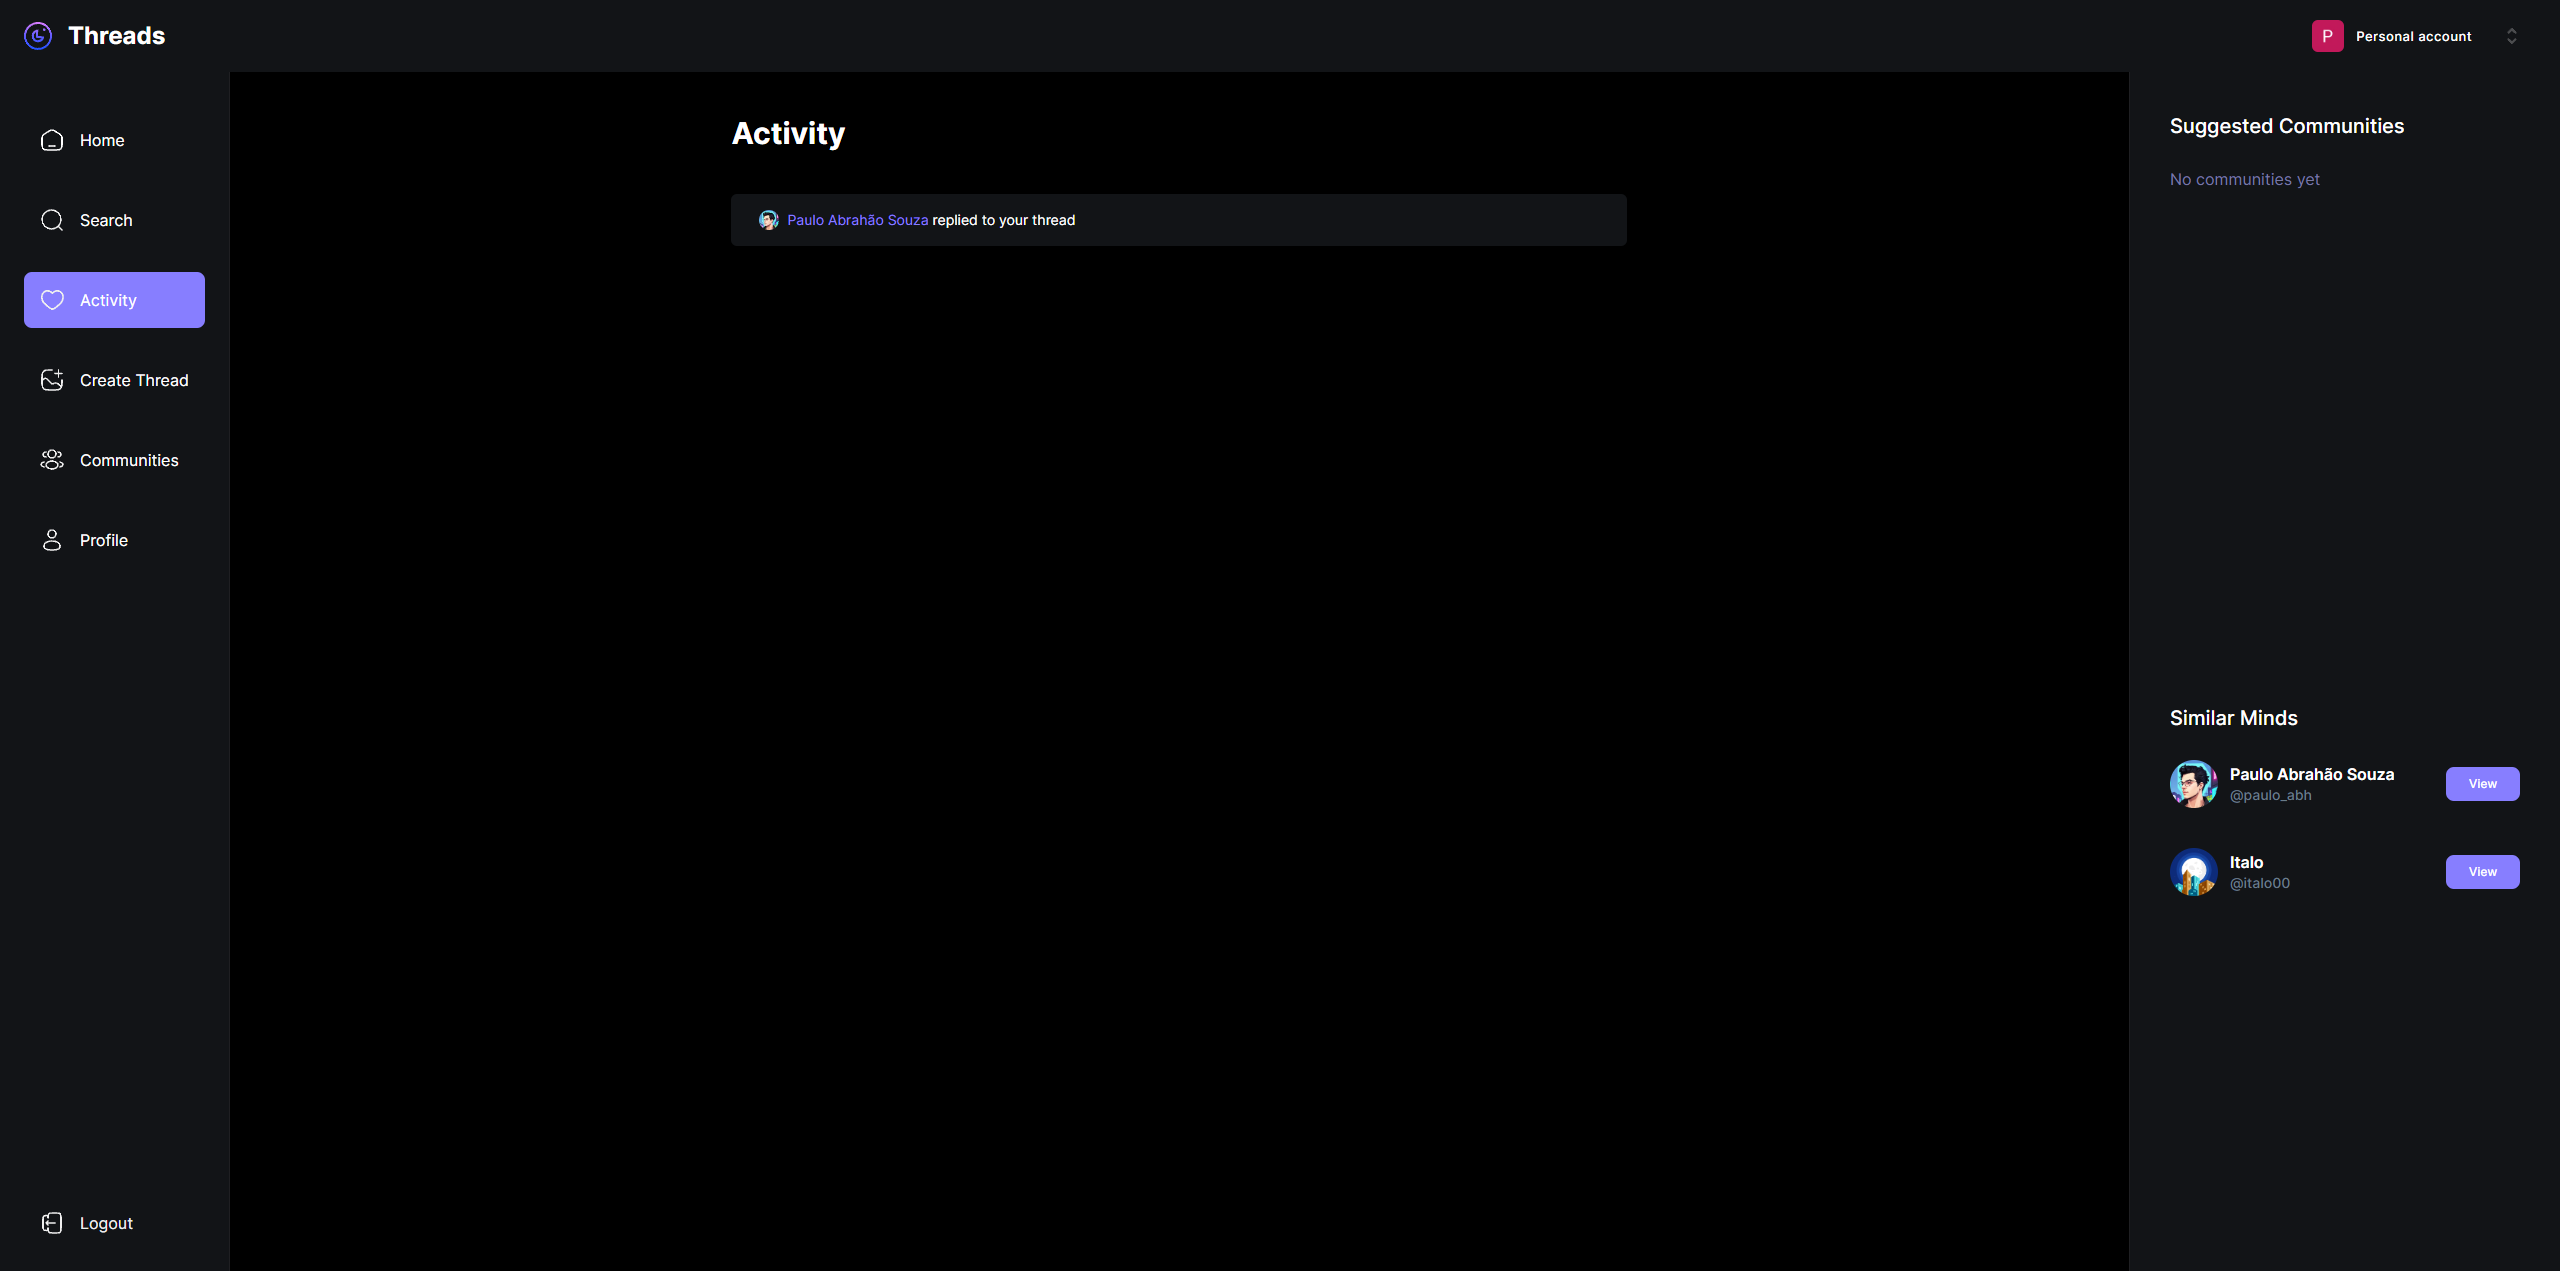 Threads
P Personal account
Home
Search
Activity
Create Thread
Communities
Profile
Logout
Activity
Paulo Abrahão Souza replied to your thread
Suggested Communities
No communities yet
Similar Minds
Paulo Abrahão Souza
@paulo_abh
View
Italo
@italo00
View